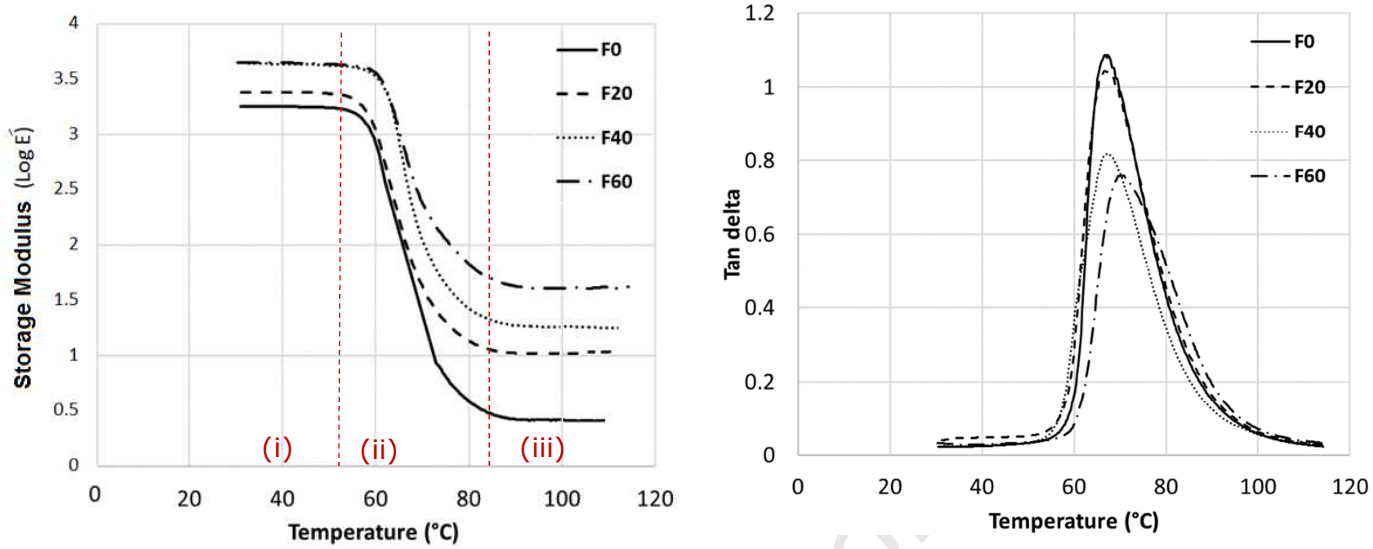 4
3.5
3
2.5
2
1.5
1
0.5
0
0 20 40 60 80 100 120
Storage Modulus (Log E´)
Temperature (°C)
F0
F20
F40
F60
(i) (ii) (iii)
1.2
1
0.8
0.6
0.4
0.2
0
0 20 40 60 80 100 120
Tan delta
Temperature (°C)
F0
F20
F40
F60